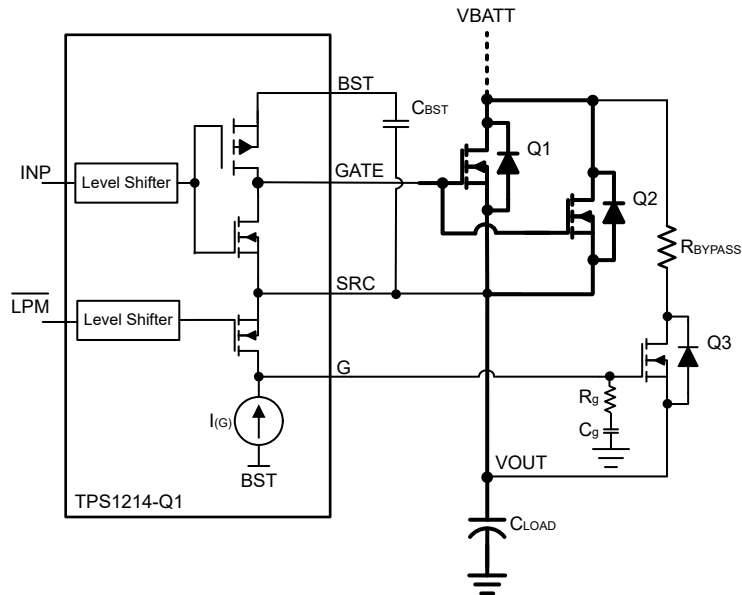 VBATT
BST
CBST
Q1
INP
Level Shifter
GATE
Q2
RBYPASS
LPM
Level Shifter
SRC
Q3
G
Rg
I(G)
Cg
VOUT
BST
TPS1214-Q1
CLOAD